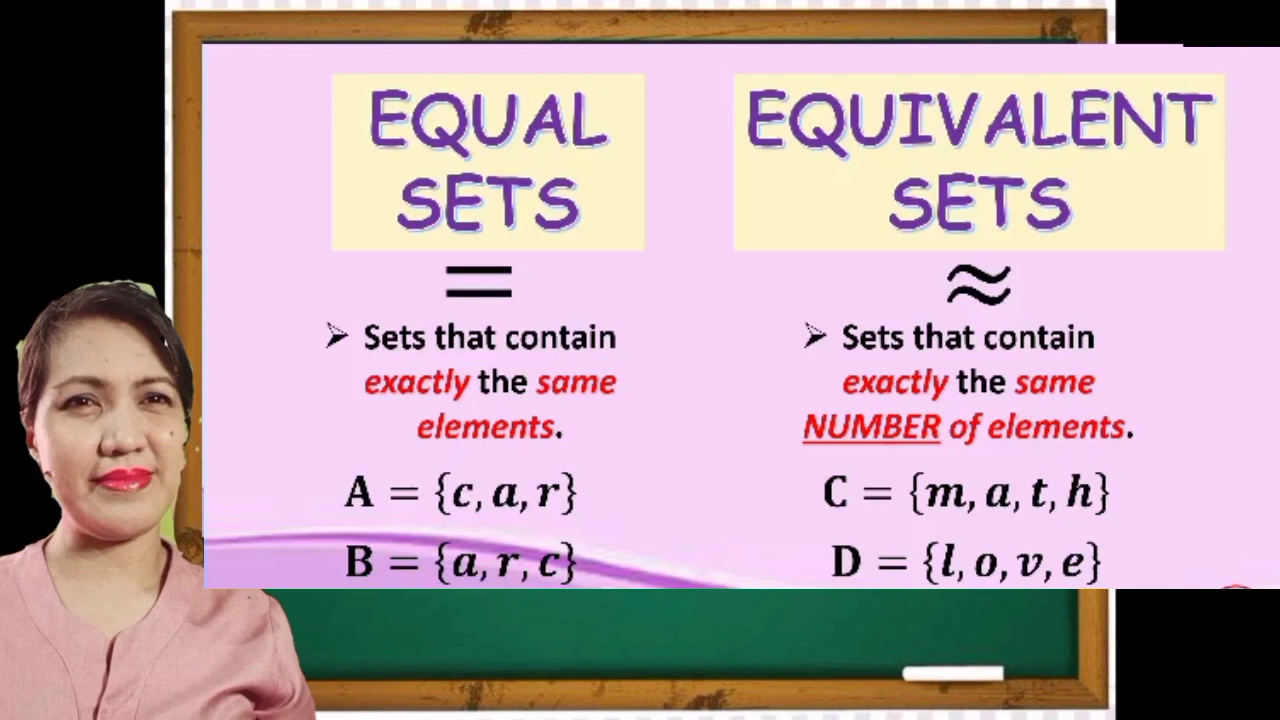 EQUAL
SETS
=
➢ Sets that contain
exactly the same
elements.
A = {c, a, r}
B = {a, r, c}
EQUIVALENT
SETS
≈
➢ Sets that contain
exactly the same
NUMBER of elements.
C = {m, a, t, h}
D = {l, o, v, e}